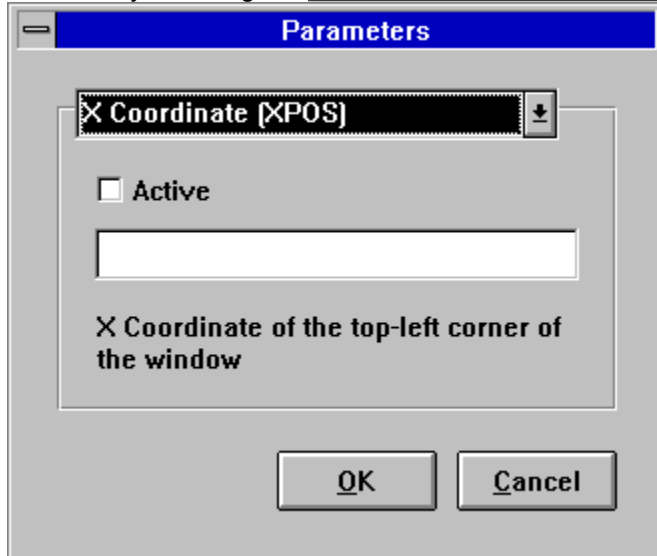 Parameters
X Coordinate (XPOS)
Active
X Coordinate of the top-left corner of
the window
OK
Cancel